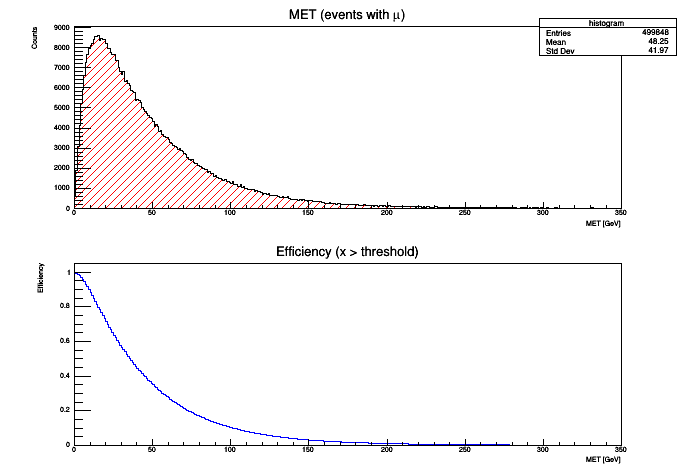 MET (events with μ)
histogram
Entries 499848
Mean 48.25
Std Dev 41.97
Counts
9000
8000
7000
6000
5000
4000
3000
2000
1000
0
0 50 100 150 200 250 300 350
MET [GeV]
Efficiency (x > threshold)
Efficiency
1
0.8
0.6
0.4
0.2
0
0 50 100 150 200 250 300 350
MET [GeV]